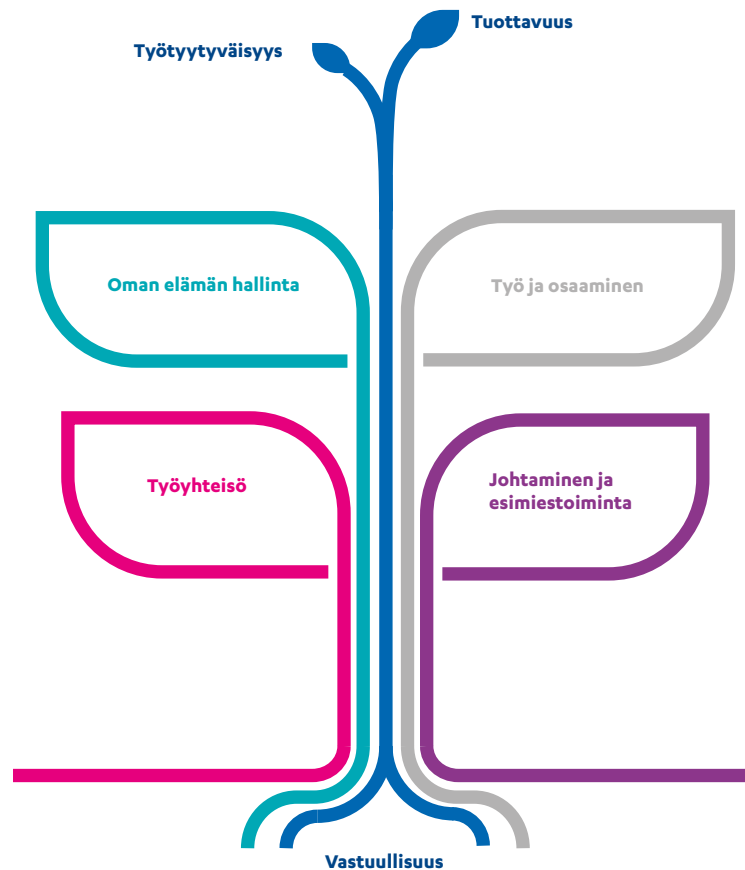 Tuottavuus
Työtyytyväisyys
Oman elämän hallinta
Työ ja osaaminen
Työyhteisö
Johtaminen ja
esimiestoiminta
Vastuullisuus